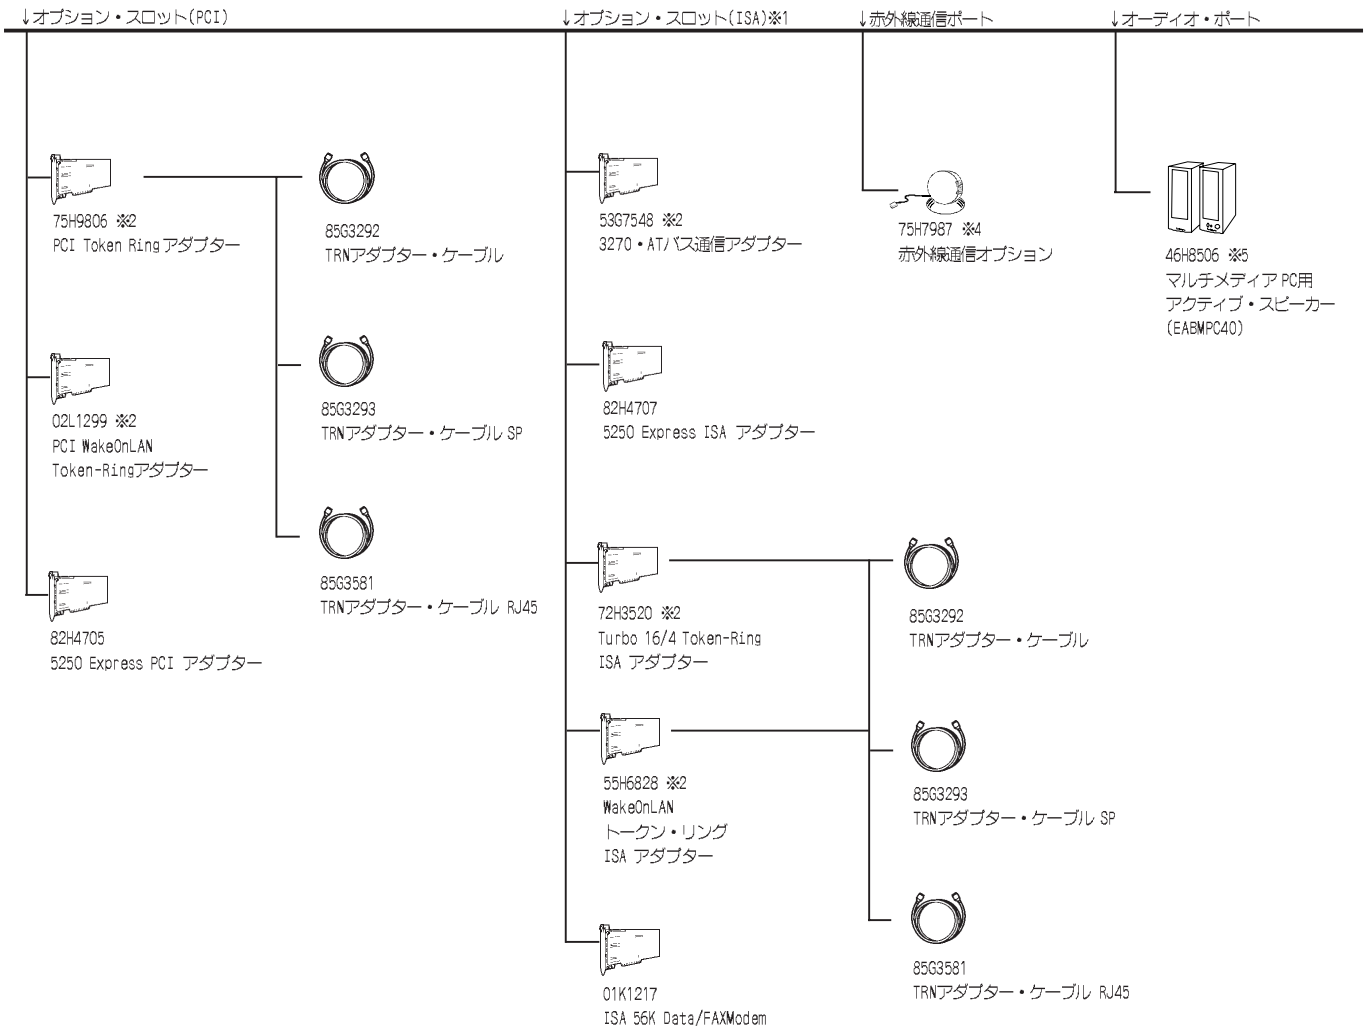 ↓オプション・スロット(PCI)
↓オプション・スロット(ISA)※1
↓赤外線通信ポート
↓オーディオ・ポート
75H9806 ※2
PCI Token Ringアダプター
85G3292
TRNアダプター・ケーブル
02L1299 ※2
PCI WakeOnLAN
Token-Ringアダプター
85G3293
TRNアダプター・ケーブル SP
85G3581
TRNアダプター・ケーブル RJ45
82H4705
5250 Express PCI アダプター
53G7548 ※2
3270・ATバス通信アダプター
82H4707
5250 Express ISA アダプター
72H3520 ※2
Turbo 16/4 Token-Ring
ISA アダプター
55H6828 ※2
WakeOnLAN
トークン・リング
ISA アダプター
01K1217
ISA 56K Data/FAXModem
85G3292
TRNアダプター・ケーブル
85G3293
TRNアダプター・ケーブル SP
85G3581
TRNアダプター・ケーブル RJ45
75H7987 ※4
赤外線通信オプション
46H8506 ※5
マルチメディア PC用
アクティブ・スピーカー
(EABMPC40)